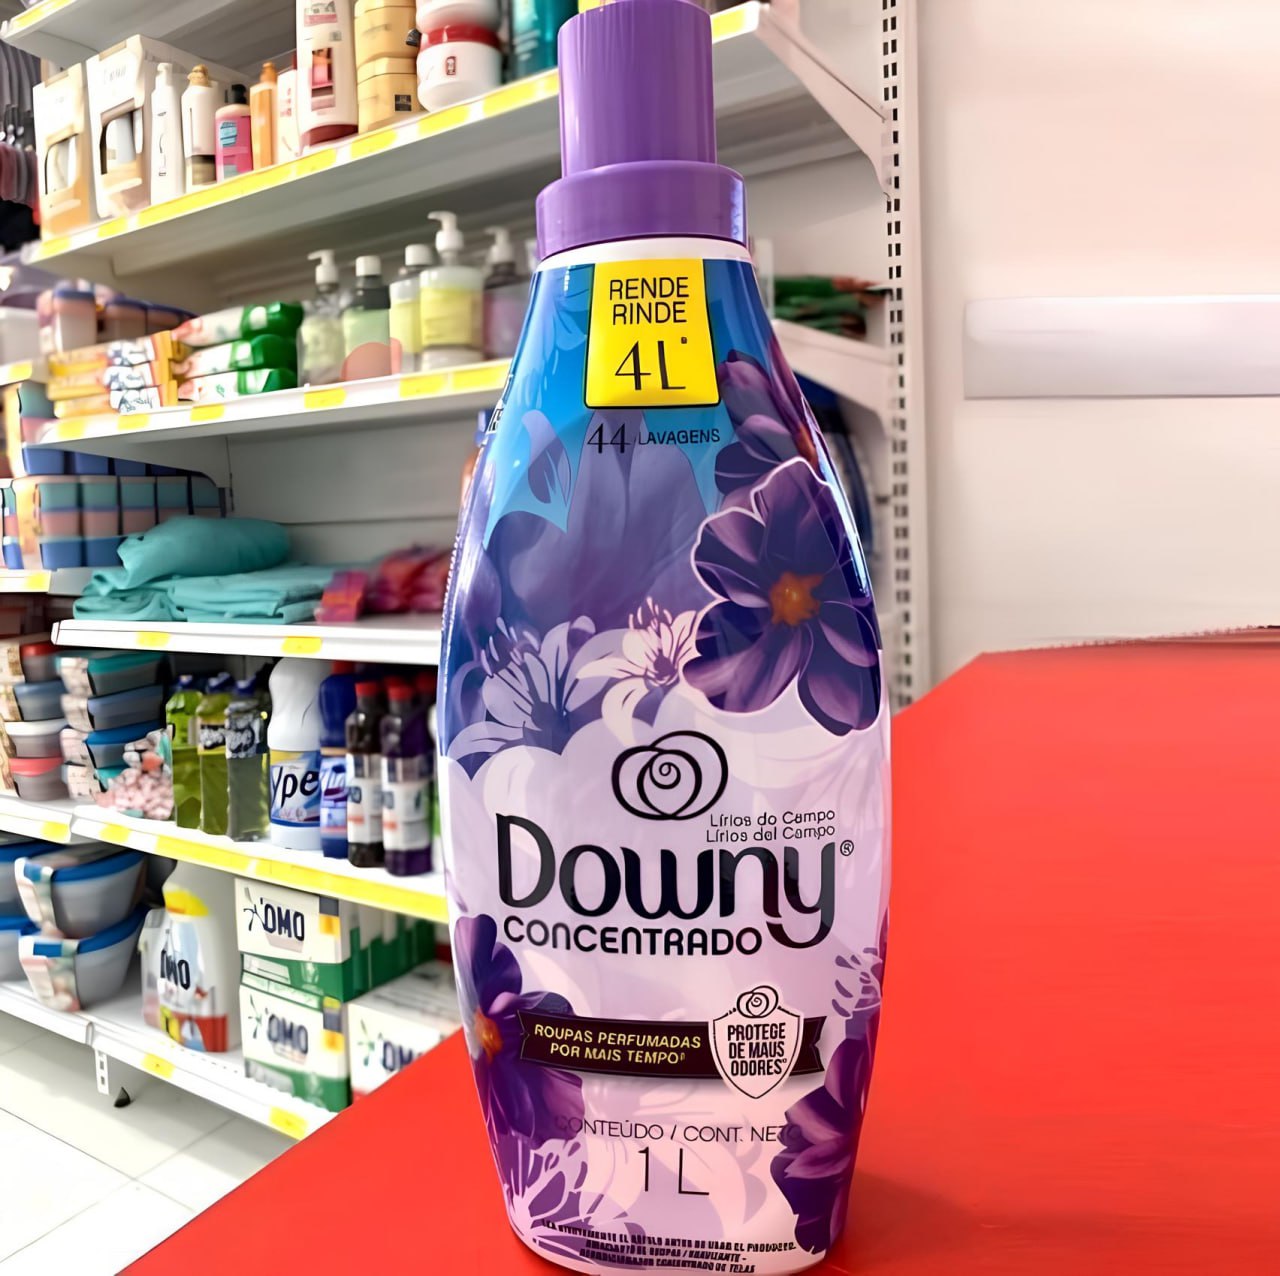 RENDE
RINDE
4L
44 LAVAGENS
Lírios do Campo
Lírios del Campo
Downy®
CONCENTRADO
ROUPAS PERFUMADAS
POR MAIS TEMPO
PROTEGE
DE MAUS
ODORES
CONTEÚDO / CONT. NETO
1 L
ype
OMO
OMO
OMO